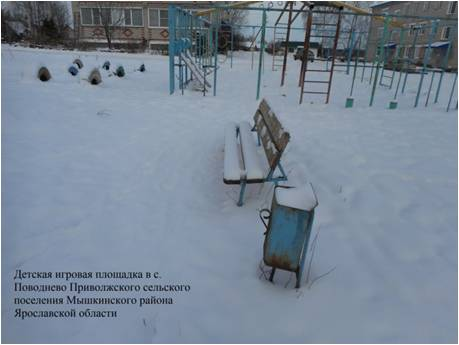 Детская игровая площадка в с.
Поводнево Приволжского сельского
поселения Мышкинского района
Ярославской области